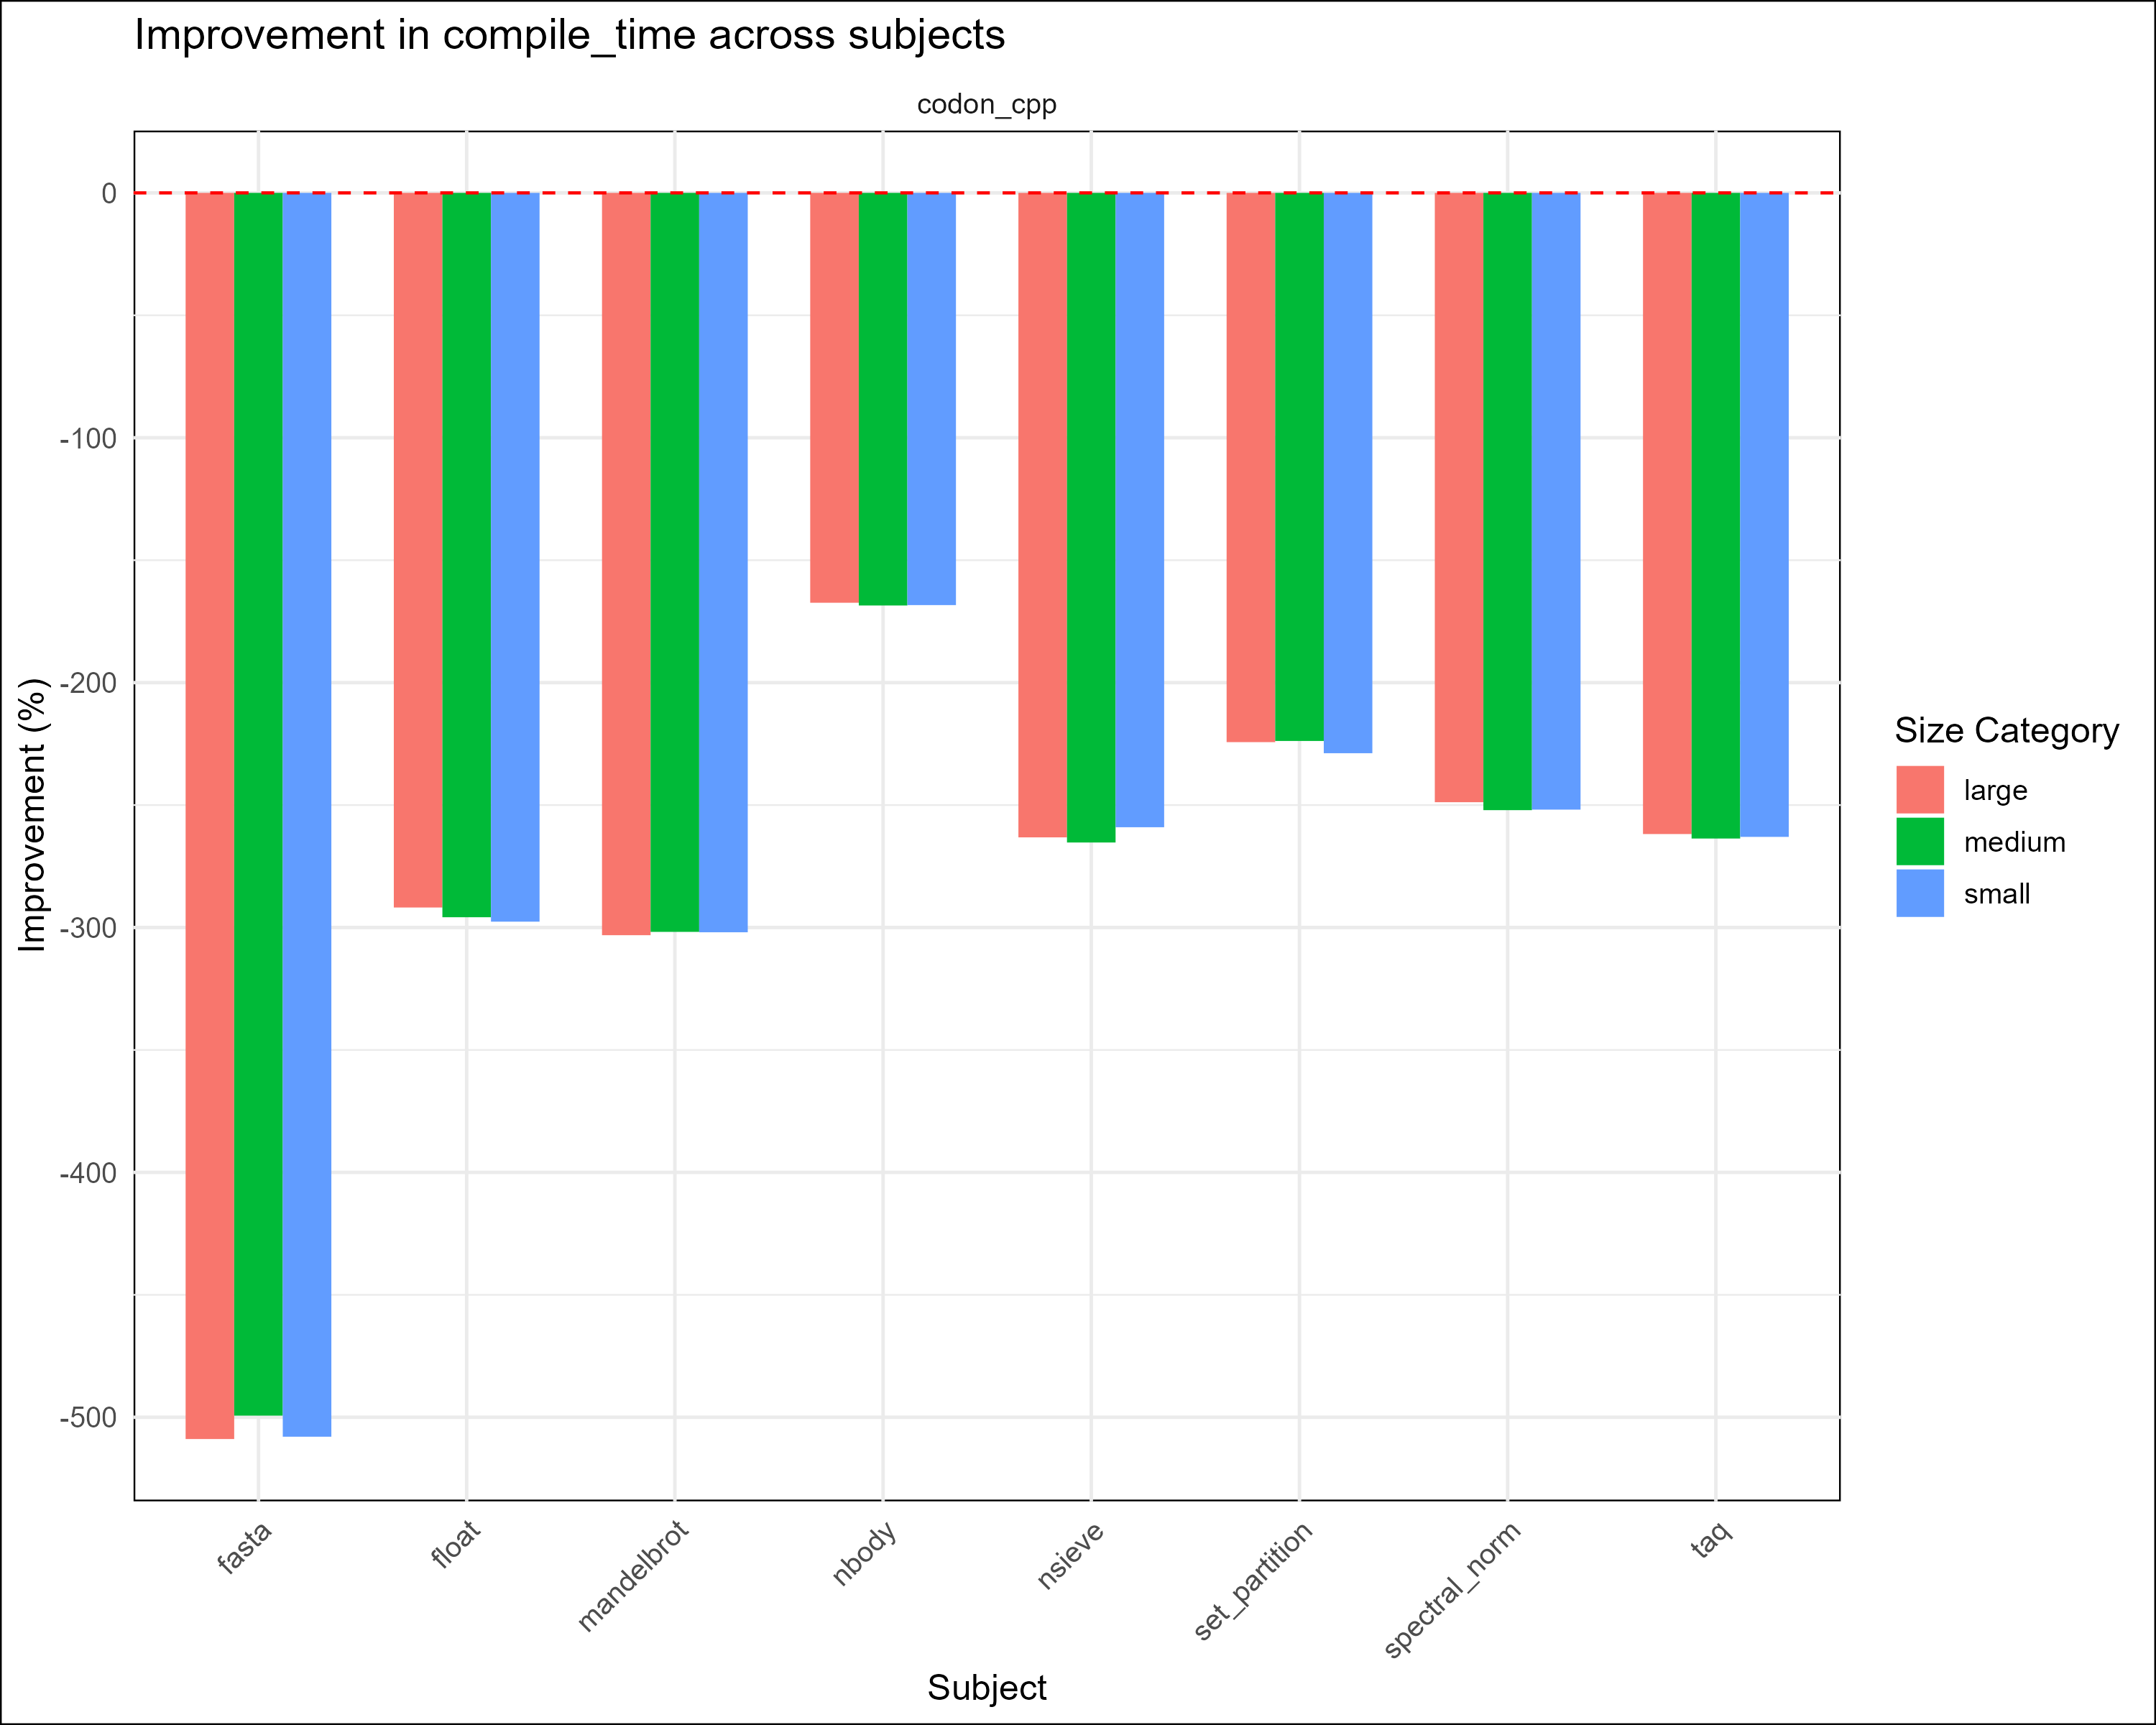 Improvement in compile_time across subjects
codon_cpp
0
-100
-200
-300
-400
-500
Improvement (%)
fasta
float
mandelbrot
nbody
nsieve
set_partition
spectral_norm
taq
Subject
Size Category
large
medium
small